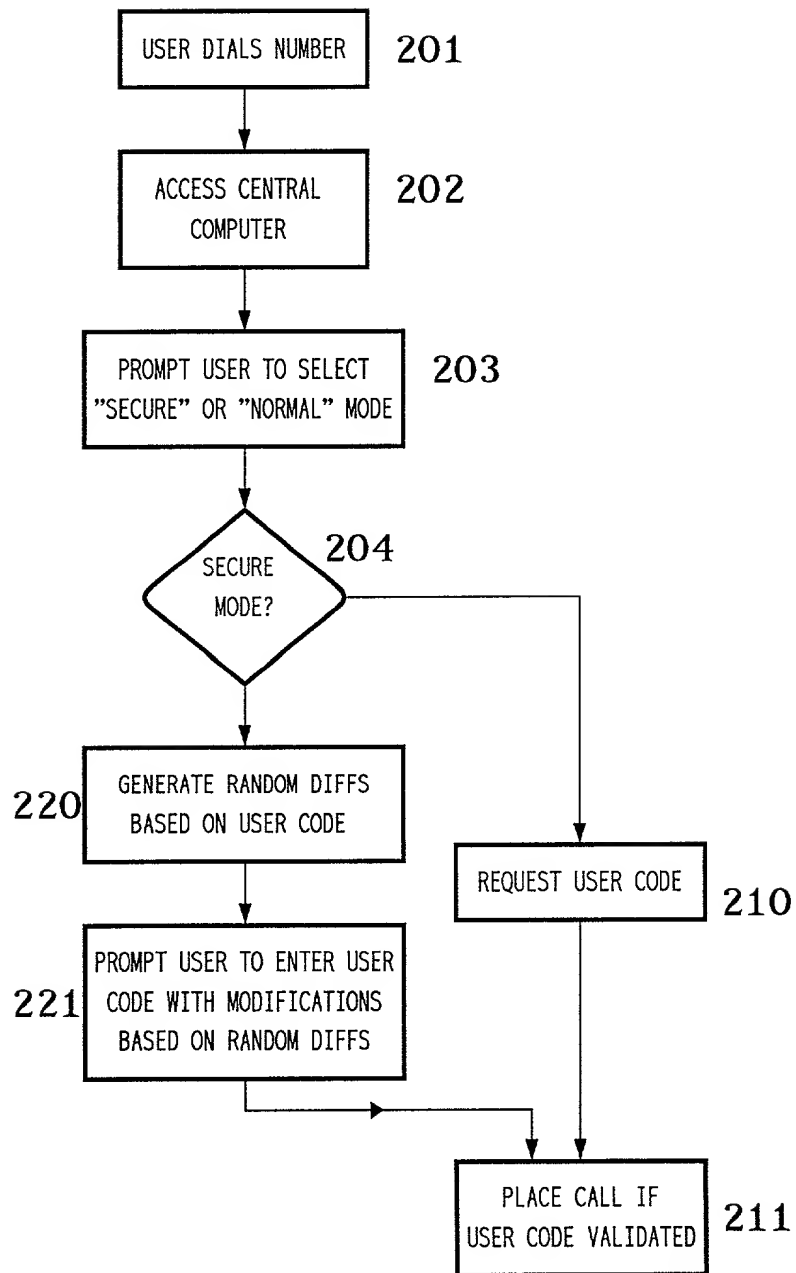 USER DIALS NUMBER
201
ACCESS CENTRAL
COMPUTER
202
PROMPT USER TO SELECT
"SECURE" OR "NORMAL" MODE
203
SECURE
MODE?
204
GENERATE RANDOM DIFFS
BASED ON USER CODE
220
REQUEST USER CODE
210
PROMPT USER TO ENTER USER
CODE WITH MODIFICATIONS
BASED ON RANDOM DIFFS
221
PLACE CALL IF
USER CODE VALIDATED
211